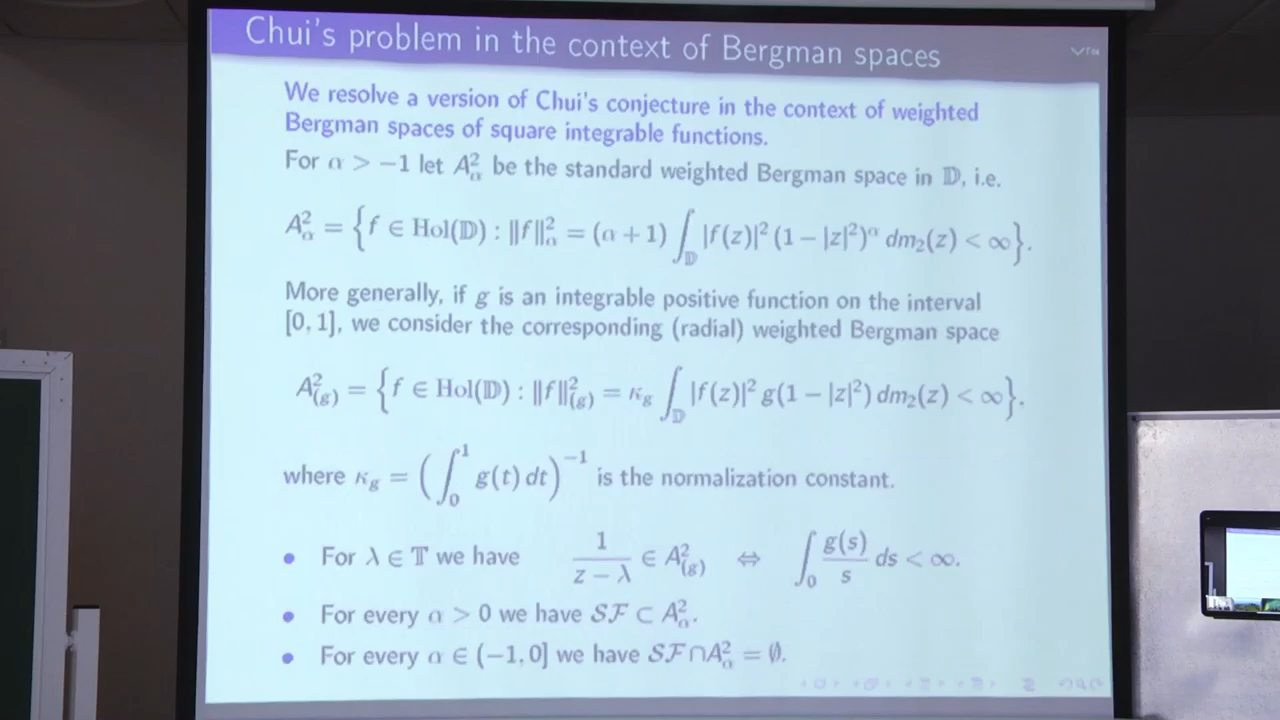 Chui's problem in the context of Bergman spaces
We resolve a version of Chui's conjecture in the context of weighted
Bergman spaces of square integrable functions.
For α > −1 let A²_α be the standard weighted Bergman space in 𝔻, i.e.
A²_α = {f ∈ Hol(𝔻) : ‖f‖²_α = (α + 1) ∫_𝔻 |f(z)|² (1 − |z|²)^α dm₂(z) < ∞}.
More generally, if g is an integrable positive function on the interval
[0, 1], we consider the corresponding (radial) weighted Bergman space
A²_(g) = {f ∈ Hol(𝔻) : ‖f‖²_(g) = κ_g ∫_𝔻 |f(z)|² g(1 − |z|²) dm₂(z) < ∞},
where κ_g = (∫₀¹ g(t) dt)⁻¹ is the normalization constant.
• For λ ∈ 𝕋 we have 1/(z − λ) ∈ A²_(g) ⇔ ∫₀ g(s)/s ds < ∞.
• For every α > 0 we have 𝒮ℱ ⊂ A²_α.
• For every α ∈ (−1, 0] we have 𝒮ℱ ∩ A²_α = ∅.